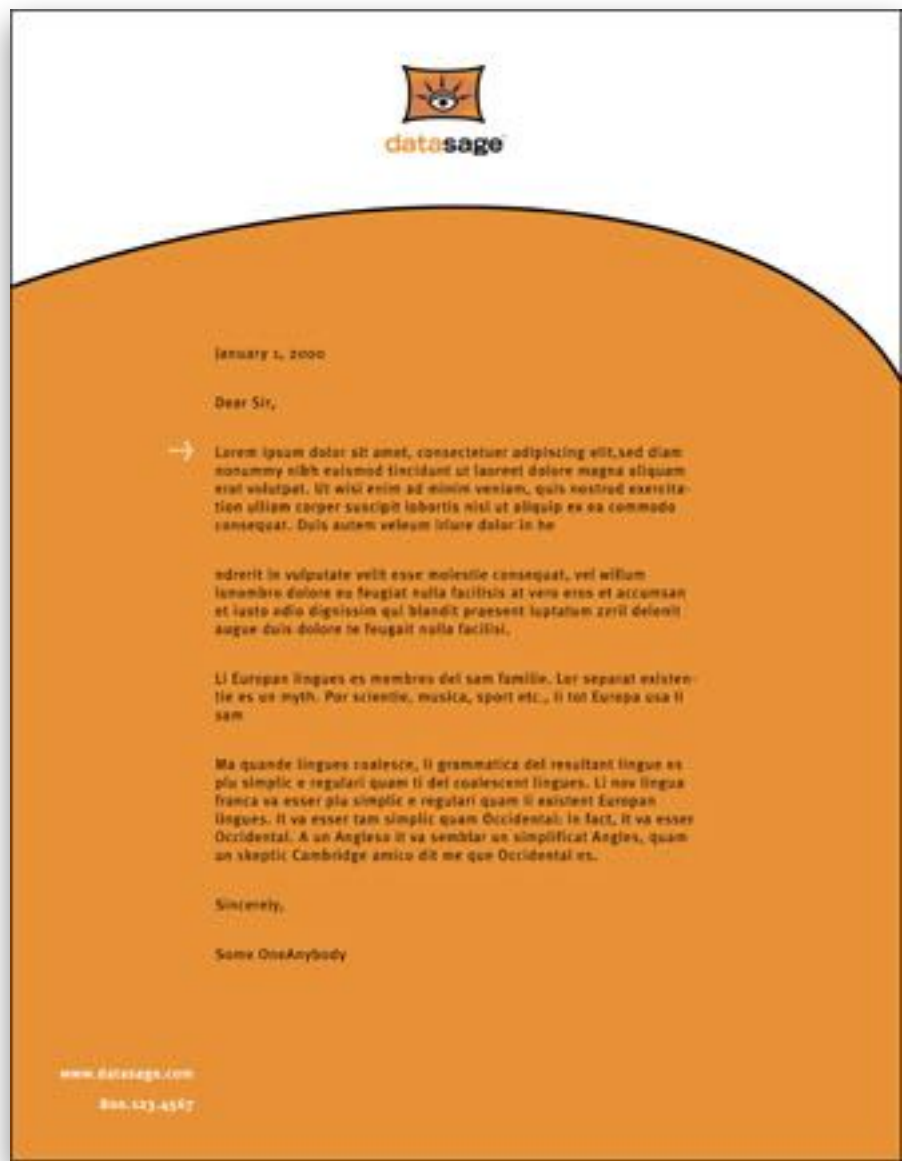 datasage
January 1, 2000
Dear Sir,
→ Lorem ipsum dolor sit amet, consectetuer adipiscing elit,sed diam
nonummy nibh euismod tincidunt ut laoreet dolore magna aliquam
erat volutpat. Ut wisi enim ad minim veniam, quis nostrud exercita-
tion ulliam corper suscipit lobortis nisl ut aliquip ex ea commodo
consequat. Duis autem veleum iriure dolor in he
ndrerit in vulputate velit esse molestie consequat, vel willum
lunombro dolore eu feugiat nulla facilisis at vero eros et accumsan
et iusto odio dignissim qui blandit praesent luptatum zzril delenit
augue duis dolore te feugait nulla facilisi.
Li Europan lingues es membres del sam familie. Lor separat existen-
tie es un myth. Por scientie, musica, sport etc., li tot Europa usa li
sam
Ma quande lingues coalesce, li grammatica del resultant lingue es
plu simplic e regulari quam ti del coalescent lingues. Li nov lingua
franca va esser plu simplic e regulari quam li existent Europan
lingues. It va esser tam simplic quam Occidental: in fact, it va esser
Occidental. A un Angleso it va semblar un simplificat Angles, quam
un skeptic Cambridge amico dit me que Occidental es.
Sincerely,
Some OneAnybody
www.datasage.com
800.123.4567